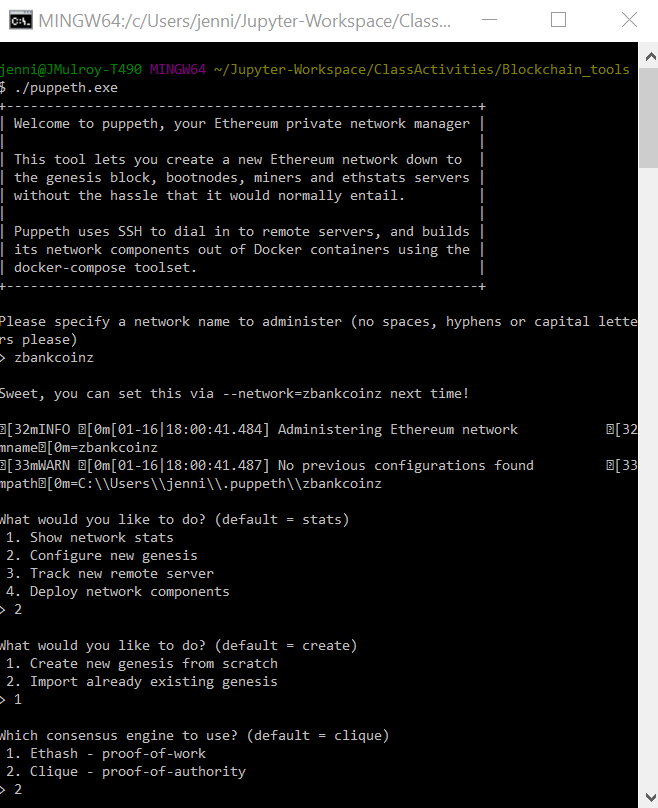 MINGW64:/c/Users/jenni/Jupyter-Workspace/Class...
jenni@JMulroy-T490 MINGW64 ~/Jupyter-Workspace/ClassActivities/Blockchain_tools
$ ./puppeth.exe
+-----------------------------------------------------------+
| Welcome to puppeth, your Ethereum private network manager |
|                                                           |
| This tool lets you create a new Ethereum network down to  |
| the genesis block, bootnodes, miners and ethstats servers |
| without the hassle that it would normally entail.         |
|                                                           |
| Puppeth uses SSH to dial in to remote servers, and builds |
| its network components out of Docker containers using the |
| docker-compose toolset.                                   |
+-----------------------------------------------------------+
Please specify a network name to administer (no spaces, hyphens or capital lette
rs please)
> zbankcoinz
Sweet, you can set this via --network=zbankcoinz next time!
[32mINFO [0m[01-16|18:00:41.484] Administering Ethereum network           [32
mname[0m=zbankcoinz
[33mWARN [0m[01-16|18:00:41.487] No previous configurations found         [33
mpath[0m=C:\\Users\\jenni\\.puppeth\\zbankcoinz
What would you like to do? (default = stats)
1. Show network stats
2. Configure new genesis
3. Track new remote server
4. Deploy network components
> 2
What would you like to do? (default = create)
1. Create new genesis from scratch
2. Import already existing genesis
> 1
Which consensus engine to use? (default = clique)
1. Ethash - proof-of-work
2. Clique - proof-of-authority
> 2